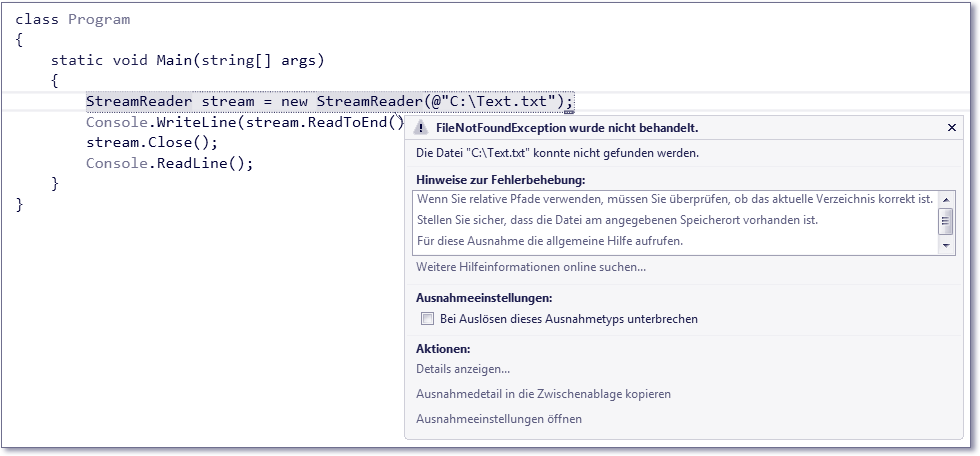 class Program
{
static void Main(string[] args)
{
StreamReader stream = new StreamReader(@"C:\Text.txt");
Console.WriteLine(stream.ReadToEnd()
stream.Close();
Console.ReadLine();
}
}
FileNotFoundException wurde nicht behandelt.
Die Datei "C:\Text.txt" konnte nicht gefunden werden.
Hinweise zur Fehlerbehebung:
Wenn Sie relative Pfade verwenden, müssen Sie überprüfen, ob das aktuelle Verzeichnis korrekt ist.
Stellen Sie sicher, dass die Datei am angegebenen Speicherort vorhanden ist.
Für diese Ausnahme die allgemeine Hilfe aufrufen.
Weitere Hilfeinformationen online suchen...
Ausnahmeeinstellungen:
Bei Auslösen dieses Ausnahmetyps unterbrechen
Aktionen:
Details anzeigen...
Ausnahmedetail in die Zwischenablage kopieren
Ausnahmeeinstellungen öffnen